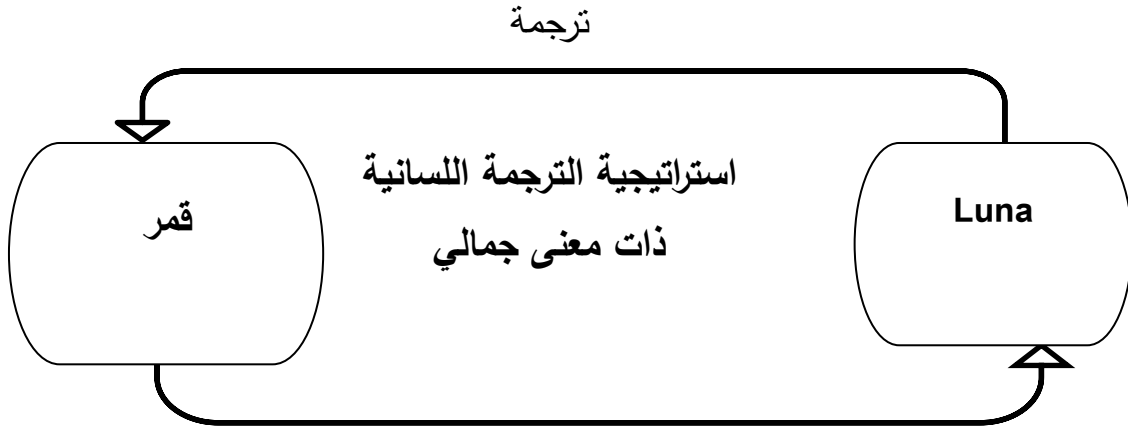 ترجمة
استراتيجية الترجمة اللسانية
ذات معنى جمالي
قمر
Luna